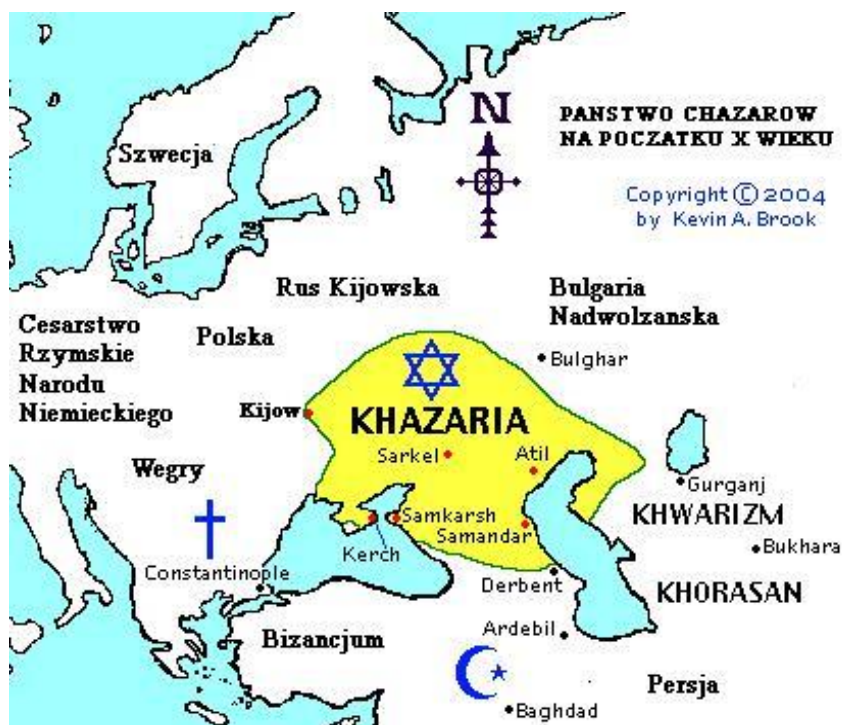 N
PANSTWO CHAZAROW
NA POCZATKU X WIEKU
Szwecja
Copyright © 2004
by Kevin A. Brook
Rus Kijowska
Bulgaria
Nadwolzanska
Cesarstwo
Rzymskie
Narodu
Niemieckiego
Polska
Bulghar
Kijow
KHAZARIA
Sarkel
Atil
Wegry
Gurganj
KHWARIZM
Samkarsh
Samandar
Kerch
Bukhara
Constantinople
Derbent
KHORASAN
Ardebil
Bizancjum
Persja
Baghdad